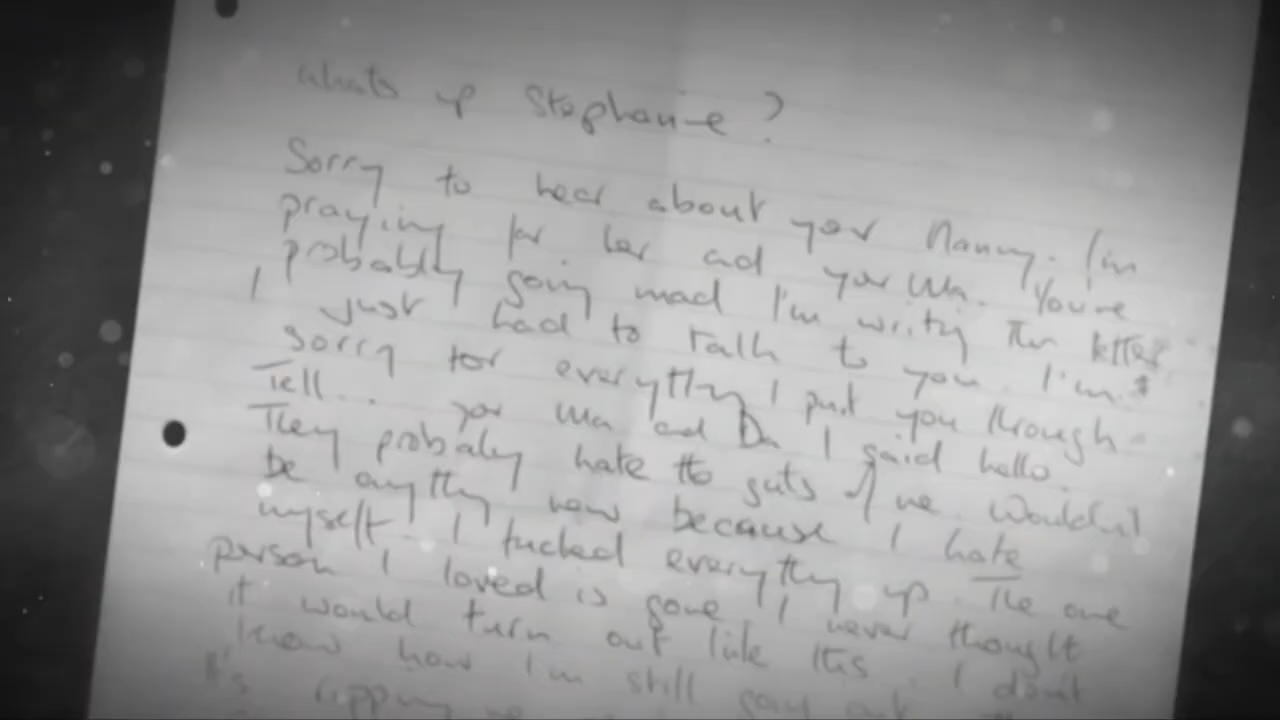 whats up Stephanie?
Sorry to hear about your Nanny. I'm
praying for her and your Ma. You're
probably going mad I'm writing this letter
I just had to talk to you. I'm
sorry for everything I put you through.
Tell... your Ma and Da I said hello.
They probaly hate the guts of me. Wouldn't
be anything new because I hate
myself. I fucked everything up. The one
person I loved is gone. I never thought
it would turn out like this. I don't
know how I'm still
It's ripping me